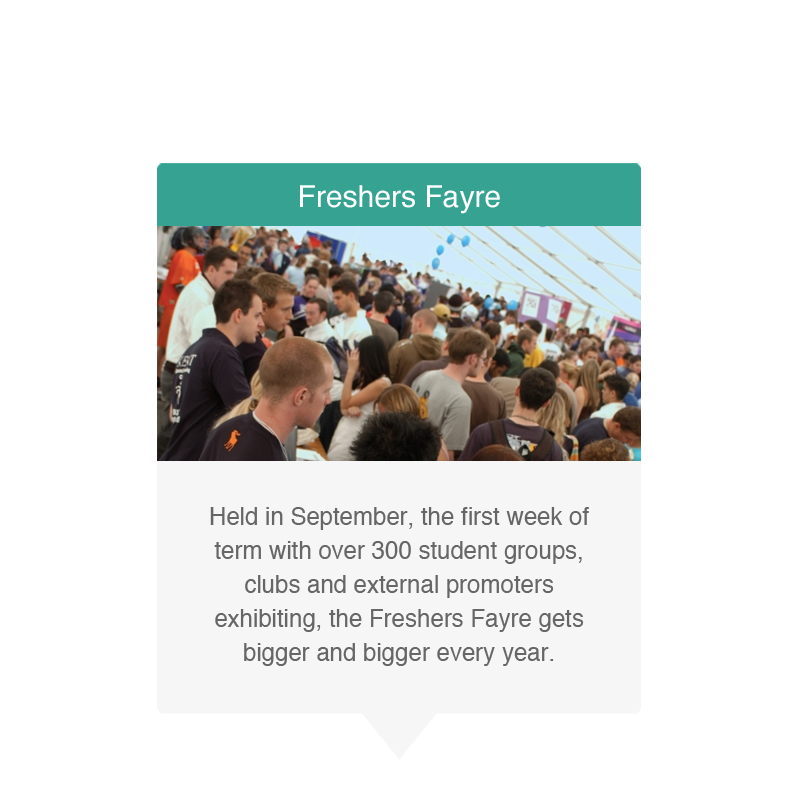 Freshers Fayre
Held in September, the first week of
term with over 300 student groups,
clubs and external promoters
exhibiting, the Freshers Fayre gets
bigger and bigger every year.